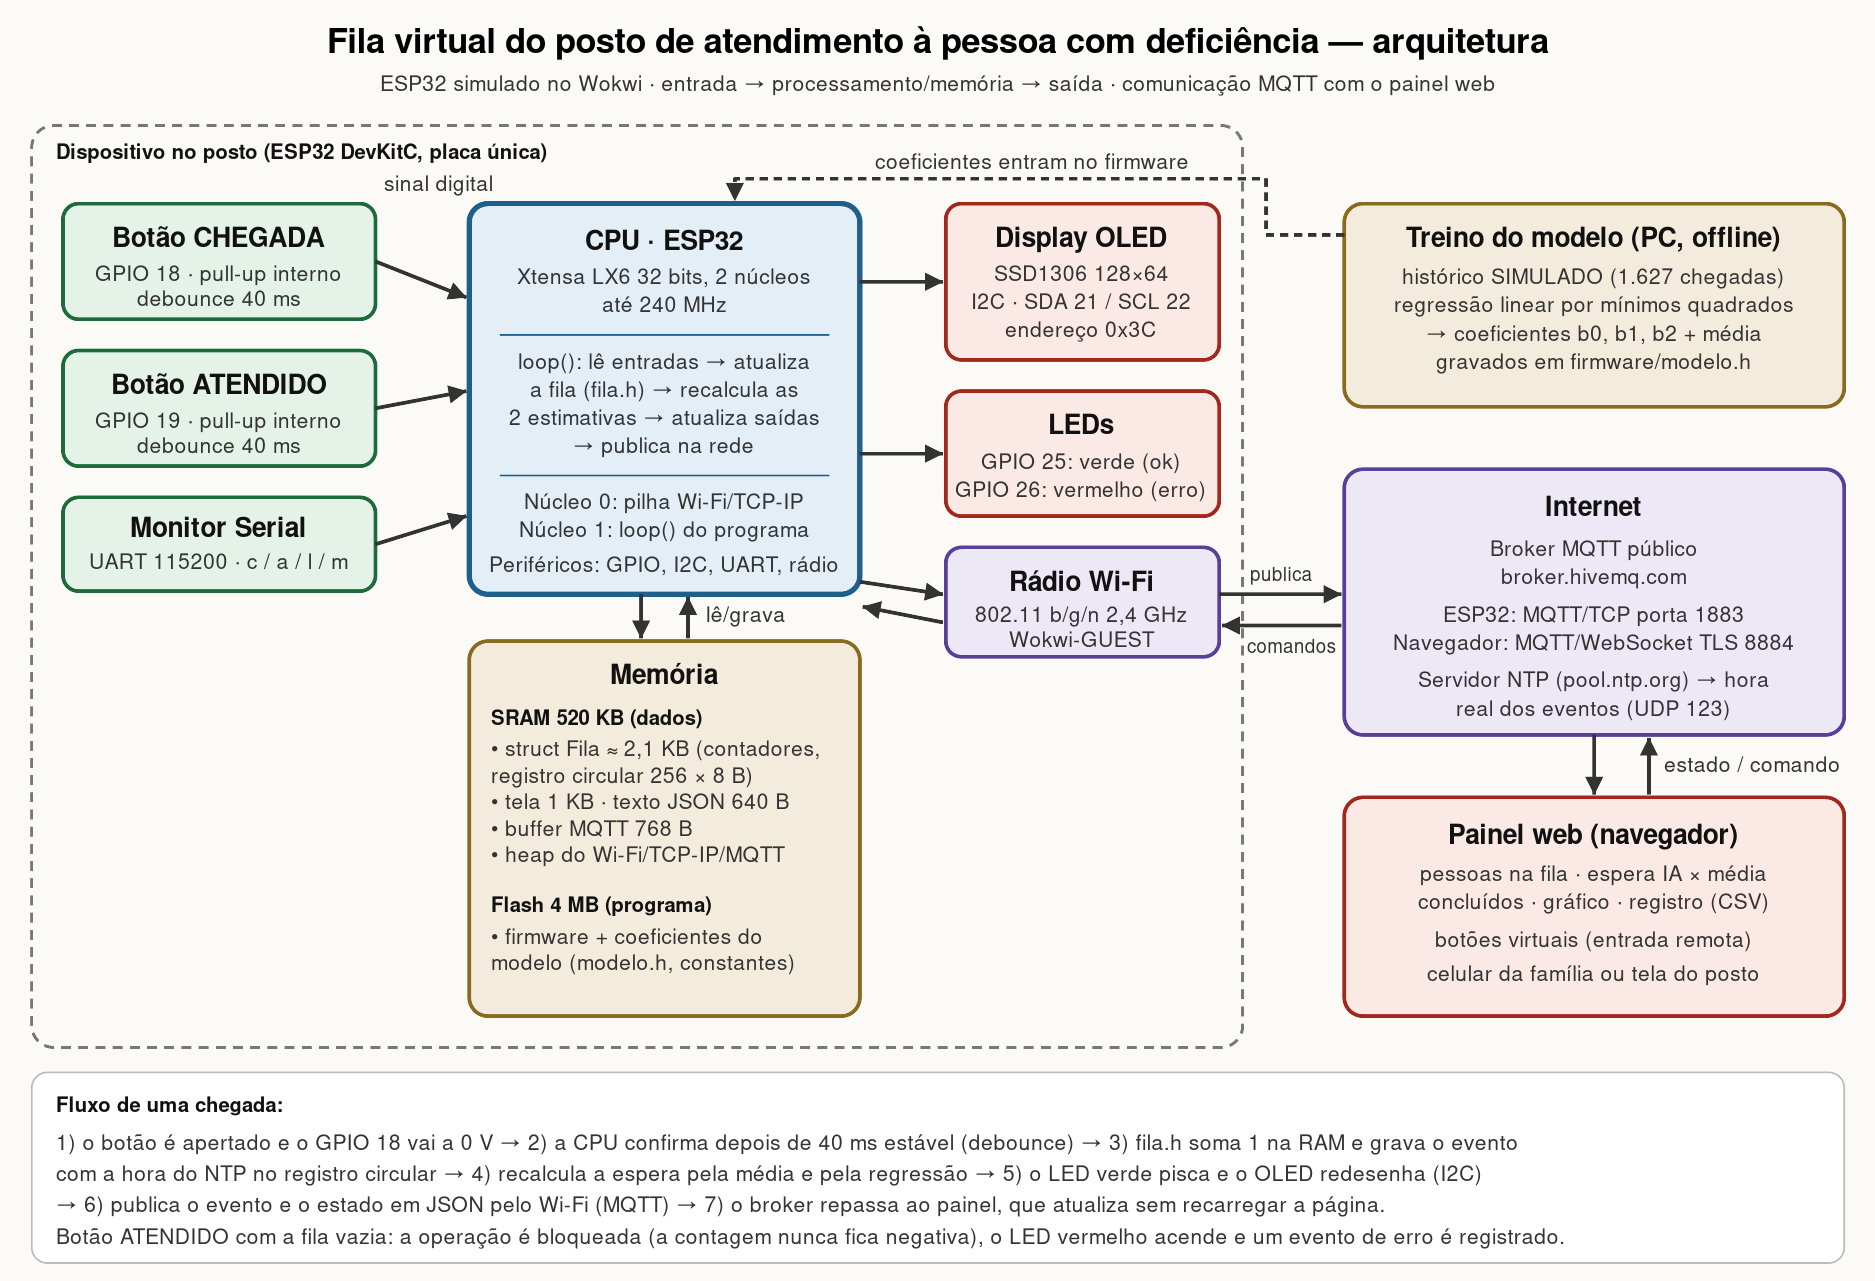 Fila virtual do posto de atendimento à pessoa com deficiência — arquitetura
ESP32 simulado no Wokwi · entrada → processamento/memória → saída · comunicação MQTT com o painel web
Dispositivo no posto (ESP32 DevKitC, placa única)
sinal digital
coeficientes entram no firmware
Botão CHEGADA
GPIO 18 · pull-up interno
debounce 40 ms
Botão ATENDIDO
GPIO 19 · pull-up interno
debounce 40 ms
Monitor Serial
UART 115200 · c / a / l / m
CPU · ESP32
Xtensa LX6 32 bits, 2 núcleos
até 240 MHz
loop(): lê entradas → atualiza
a fila (fila.h) → recalcula as
2 estimativas → atualiza saídas
→ publica na rede
Núcleo 0: pilha Wi-Fi/TCP-IP
Núcleo 1: loop() do programa
Periféricos: GPIO, I2C, UART, rádio
lê/grava
Memória
SRAM 520 KB (dados)
• struct Fila ≈ 2,1 KB (contadores,
registro circular 256 × 8 B)
• tela 1 KB · texto JSON 640 B
• buffer MQTT 768 B
• heap do Wi-Fi/TCP-IP/MQTT
Flash 4 MB (programa)
• firmware + coeficientes do
modelo (modelo.h, constantes)
Display OLED
SSD1306 128×64
I2C · SDA 21 / SCL 22
endereço 0x3C
LEDs
GPIO 25: verde (ok)
GPIO 26: vermelho (erro)
Rádio Wi-Fi
802.11 b/g/n 2,4 GHz
Wokwi-GUEST
publica
comandos
Treino do modelo (PC, offline)
histórico SIMULADO (1.627 chegadas)
regressão linear por mínimos quadrados
→ coeficientes b0, b1, b2 + média
gravados em firmware/modelo.h
Internet
Broker MQTT público
broker.hivemq.com
ESP32: MQTT/TCP porta 1883
Navegador: MQTT/WebSocket TLS 8884
Servidor NTP (pool.ntp.org) → hora
real dos eventos (UDP 123)
estado / comando
Painel web (navegador)
pessoas na fila · espera IA × média
concluídos · gráfico · registro (CSV)
botões virtuais (entrada remota)
celular da família ou tela do posto
Fluxo de uma chegada:
1) o botão é apertado e o GPIO 18 vai a 0 V → 2) a CPU confirma depois de 40 ms estável (debounce) → 3) fila.h soma 1 na RAM e grava o evento
com a hora do NTP no registro circular → 4) recalcula a espera pela média e pela regressão → 5) o LED verde pisca e o OLED redesenha (I2C)
→ 6) publica o evento e o estado em JSON pelo Wi-Fi (MQTT) → 7) o broker repassa ao painel, que atualiza sem recarregar a página.
Botão ATENDIDO com a fila vazia: a operação é bloqueada (a contagem nunca fica negativa), o LED vermelho acende e um evento de erro é registrado.